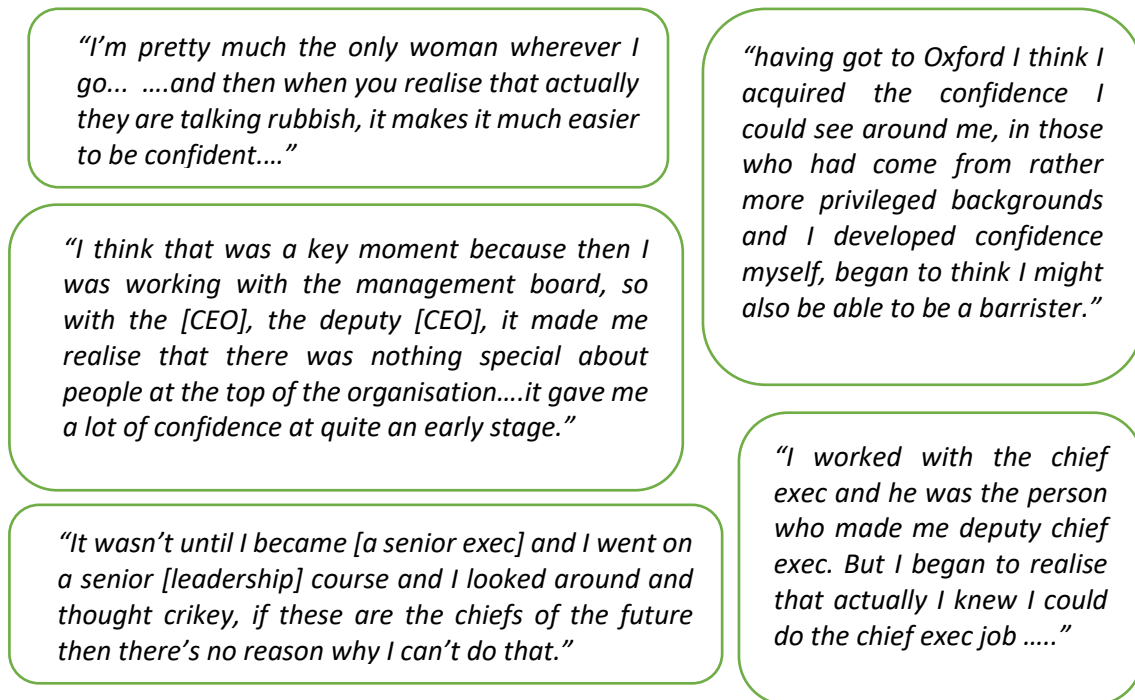 “I’m pretty much the only woman wherever I
go... ….and then when you realise that actually
they are talking rubbish, it makes it much easier
to be confident.…”
“I think that was a key moment because then I
was working with the management board, so
with the [CEO], the deputy [CEO], it made me
realise that there was nothing special about
people at the top of the organisation….it gave me
a lot of confidence at quite an early stage.”
“It wasn’t until I became [a senior exec] and I went on
a senior [leadership] course and I looked around and
thought crikey, if these are the chiefs of the future
then there’s no reason why I can’t do that.”
“having got to Oxford I think I
acquired the confidence I
could see around me, in those
who had come from rather
more privileged backgrounds
and I developed confidence
myself, began to think I might
also be able to be a barrister.”
“I worked with the chief
exec and he was the person
who made me deputy chief
exec. But I began to realise
that actually I knew I could
do the chief exec job …..”